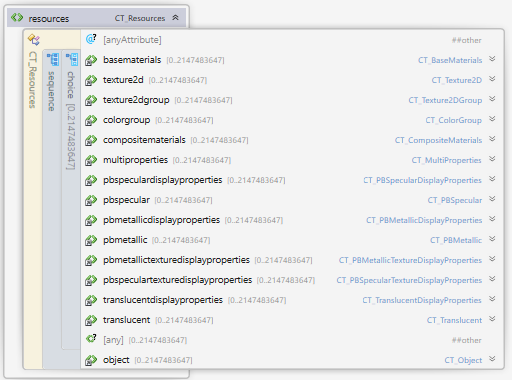 resources CT_Resources
CT_Resources
sequence
choice [0..2147483647]
[anyAttribute] ##other
basematerials [0..2147483647] CT_BaseMaterials
texture2d [0..2147483647] CT_Texture2D
texture2dgroup [0..2147483647] CT_Texture2DGroup
colorgroup [0..2147483647] CT_ColorGroup
compositematerials [0..2147483647] CT_CompositeMaterials
multiproperties [0..2147483647] CT_MultiProperties
pbspeculardisplayproperties [0..2147483647] CT_PBSpecularDisplayProperties
pbspecular [0..2147483647] CT_PBSpecular
pbmetallicdisplayproperties [0..2147483647] CT_PBMetallicDisplayProperties
pbmetallic [0..2147483647] CT_PBMetallic
pbmetallictexturedisplayproperties [0..2147483647] CT_PBMetallicTextureDisplayProperties
pbspeculartexturedisplayproperties [0..2147483647] CT_PBSpecularTextureDisplayProperties
translucentdisplayproperties [0..2147483647] CT_TranslucentDisplayProperties
translucent [0..2147483647] CT_Translucent
[any] [0..2147483647] ##other
object [0..2147483647] CT_Object